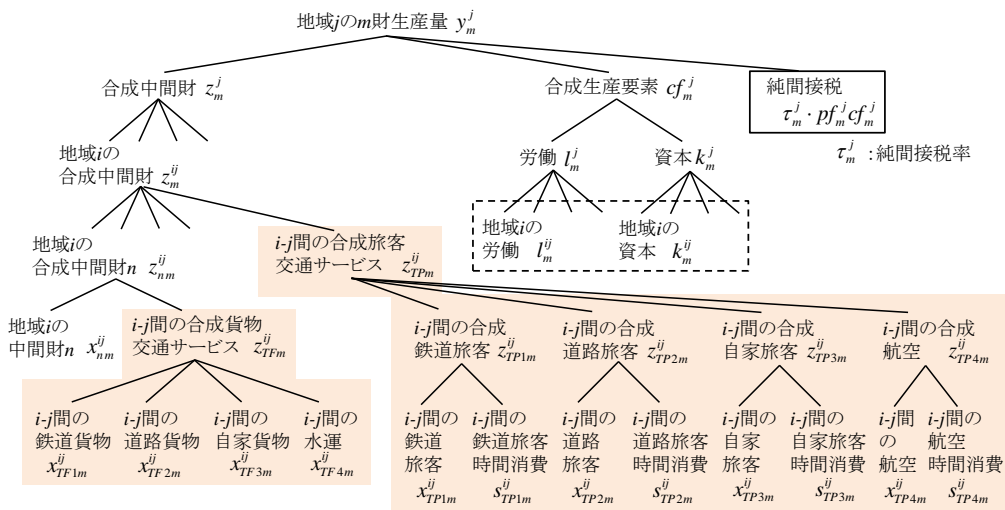 地域jのm財生産量 y_m^j
合成中間財 z_m^j
合成生産要素 cf_m^j
純間接税
τ_m^j · pf_m^j cf_m^j
τ_m^j :純間接税率
地域iの
合成中間財 z_m^ij
労働 l_m^j
資本 k_m^j
地域iの
労働 l_m^ij
地域iの
資本 k_m^ij
地域iの
合成中間財n z_nm^ij
i-j間の合成旅客
交通サービス z_TPm^ij
地域iの
中間財n x_nm^ij
i-j間の合成貨物
交通サービス z_TFm^ij
i-j間の合成
鉄道旅客 z_TP1m^ij
i-j間の合成
道路旅客 z_TP2m^ij
i-j間の合成
自家旅客 z_TP3m^ij
i-j間の合成
航空 z_TP4m^ij
i-j間の
鉄道貨物
x_TF1m^ij
i-j間の
道路貨物
x_TF2m^ij
i-j間の
自家貨物
x_TF3m^ij
i-j間の
水運
x_TF4m^ij
i-j間の
鉄道
旅客
x_TP1m^ij
i-j間の
鉄道旅客
時間消費
s_TP1m^ij
i-j間の
道路
旅客
x_TP2m^ij
i-j間の
道路旅客
時間消費
s_TP2m^ij
i-j間の
自家
旅客
x_TP3m^ij
i-j間の
自家旅客
時間消費
s_TP3m^ij
i-j間
の
航空
x_TP4m^ij
i-j間の
航空
時間消費
s_TP4m^ij